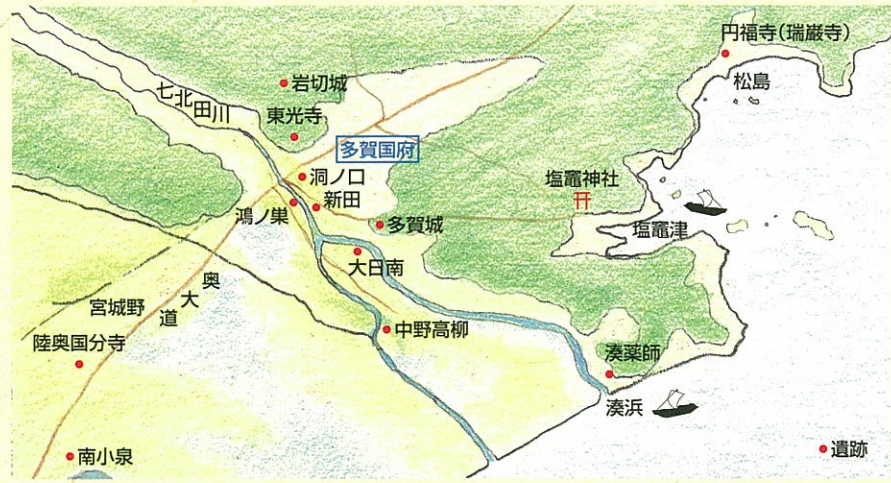 円福寺(瑞巌寺)
松島
岩切城
七北田川
東光寺
多賀国府
洞ノ口
塩竈神社
鴻ノ巣
新田
多賀城
塩竈津
大日南
奥大道
宮城野
中野高柳
陸奥国分寺
湊薬師
湊浜
南小泉
遺跡